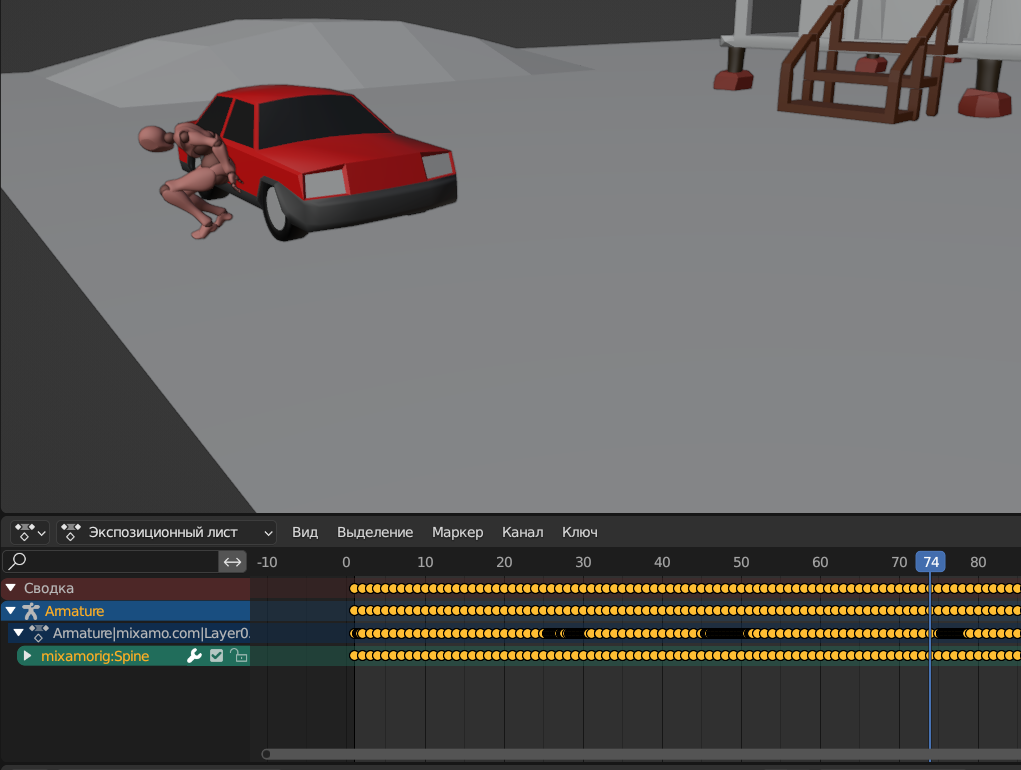 Экспозиционный лист Вид Выделение Маркер Канал Ключ
-10 0 10 20 30 40 50 60 70 74 80
Сводка
Armature
Armature|mixamo.com|Layer0.
mixamorig:Spine